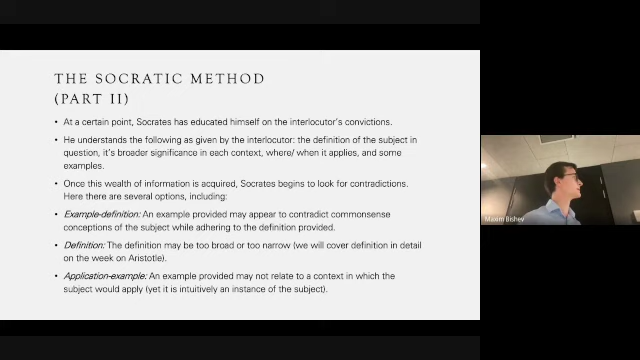 THE SOCRATIC METHOD
(PART II)
• At a certain point, Socrates has educated himself on the interlocutor's convictions.
• He understands the following as given by the interlocutor: the definition of the subject in
question, it's broader significance in each context, where/ when it applies, and some
examples.
• Once this wealth of information is acquired, Socrates begins to look for contradictions.
Here there are several options, including:
• Example-definition: An example provided may appear to contradict commonsense
conceptions of the subject while adhering to the definition provided.
• Definition: The definition may be too broad or too narrow (we will cover definition in detail
on the week on Aristotle).
• Application-example: An example provided may not relate to a context in which the
subject would apply (yet it is intuitively an instance of the subject).
Maxim Bishev